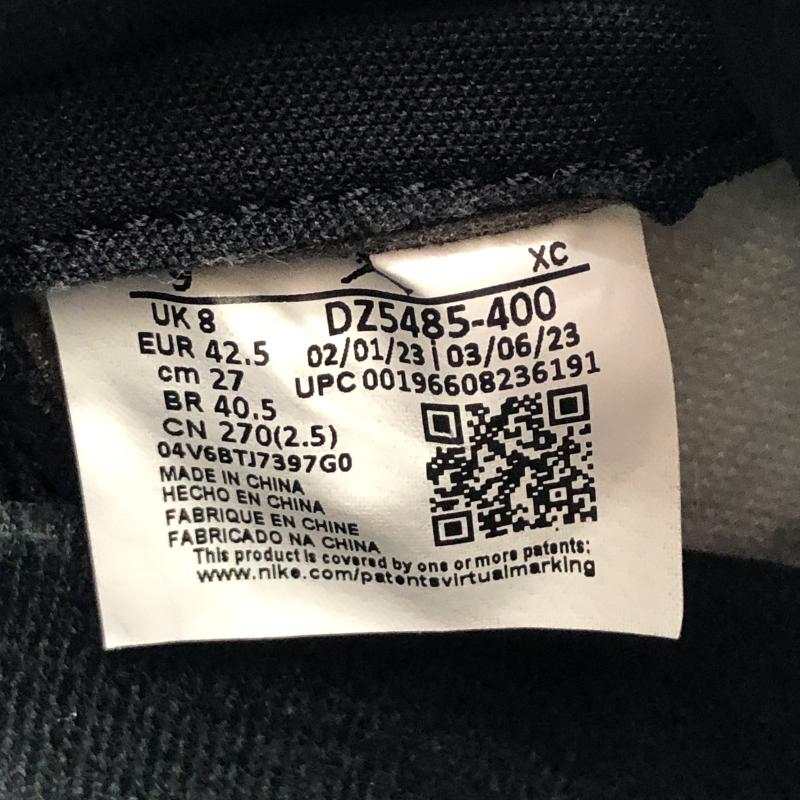 XC
UK 8
DZ5485-400
EUR 42.5
02/01/23 | 03/06/23
cm 27
UPC 00196608236191
BR 40.5
CN 270(2.5)
04V6BTJ7397G0
MADE IN CHINA
HECHO EN CHINA
FABRIQUE EN CHINE
FABRICADO NA CHINA
This product is covered by one or more patents:
www.nike.com/patentsvirtualmarking